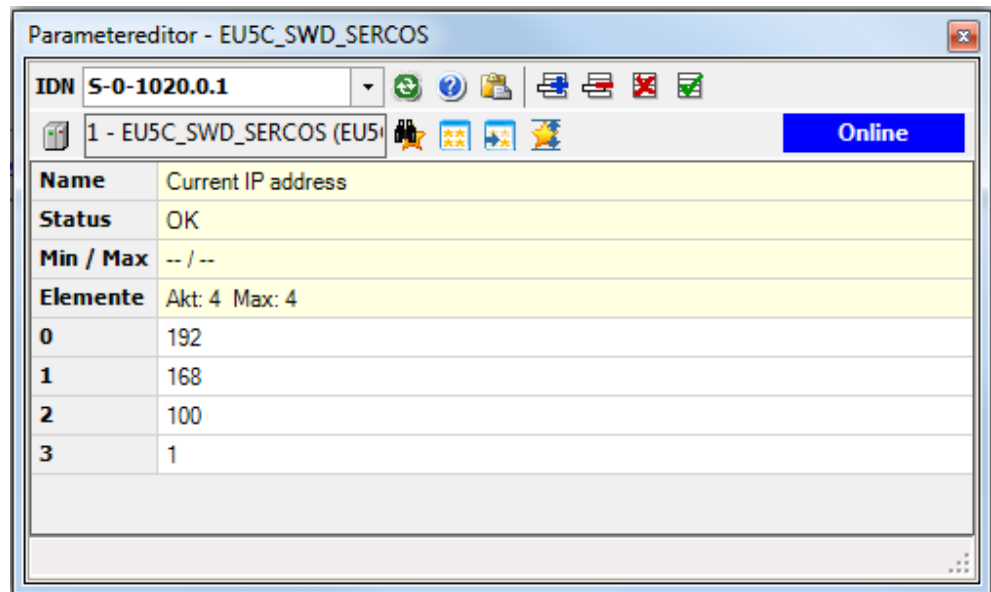 Parametereditor - EU5C_SWD_SERCOS
IDN S-0-1020.0.1
1 - EU5C_SWD_SERCOS (EU5 Online
Name Current IP address
Status OK
Min / Max -- / --
Elemente Akt: 4 Max: 4
0 192
1 168
2 100
3 1